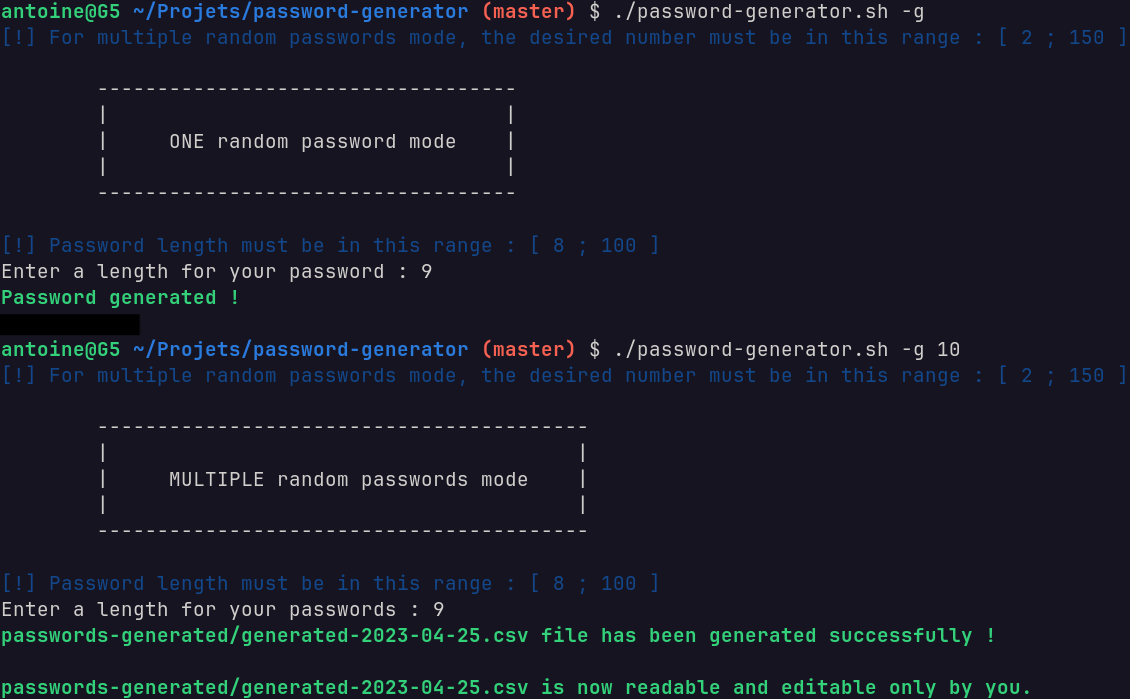 antoine@G5 ~/Projets/password-generator (master) $ ./password-generator.sh -g
[!] For multiple random passwords mode, the desired number must be in this range : [ 2 ; 150 ]
-----------------------------------
|                                  |
|     ONE random password mode    |
|                                  |
-----------------------------------
[!] Password length must be in this range : [ 8 ; 100 ]
Enter a length for your password : 9
Password generated !
antoine@G5 ~/Projets/password-generator (master) $ ./password-generator.sh -g 10
[!] For multiple random passwords mode, the desired number must be in this range : [ 2 ; 150 ]
-----------------------------------------
|                                       |
|     MULTIPLE random passwords mode    |
|                                       |
-----------------------------------------
[!] Password length must be in this range : [ 8 ; 100 ]
Enter a length for your passwords : 9
passwords-generated/generated-2023-04-25.csv file has been generated successfully !
passwords-generated/generated-2023-04-25.csv is now readable and editable only by you.